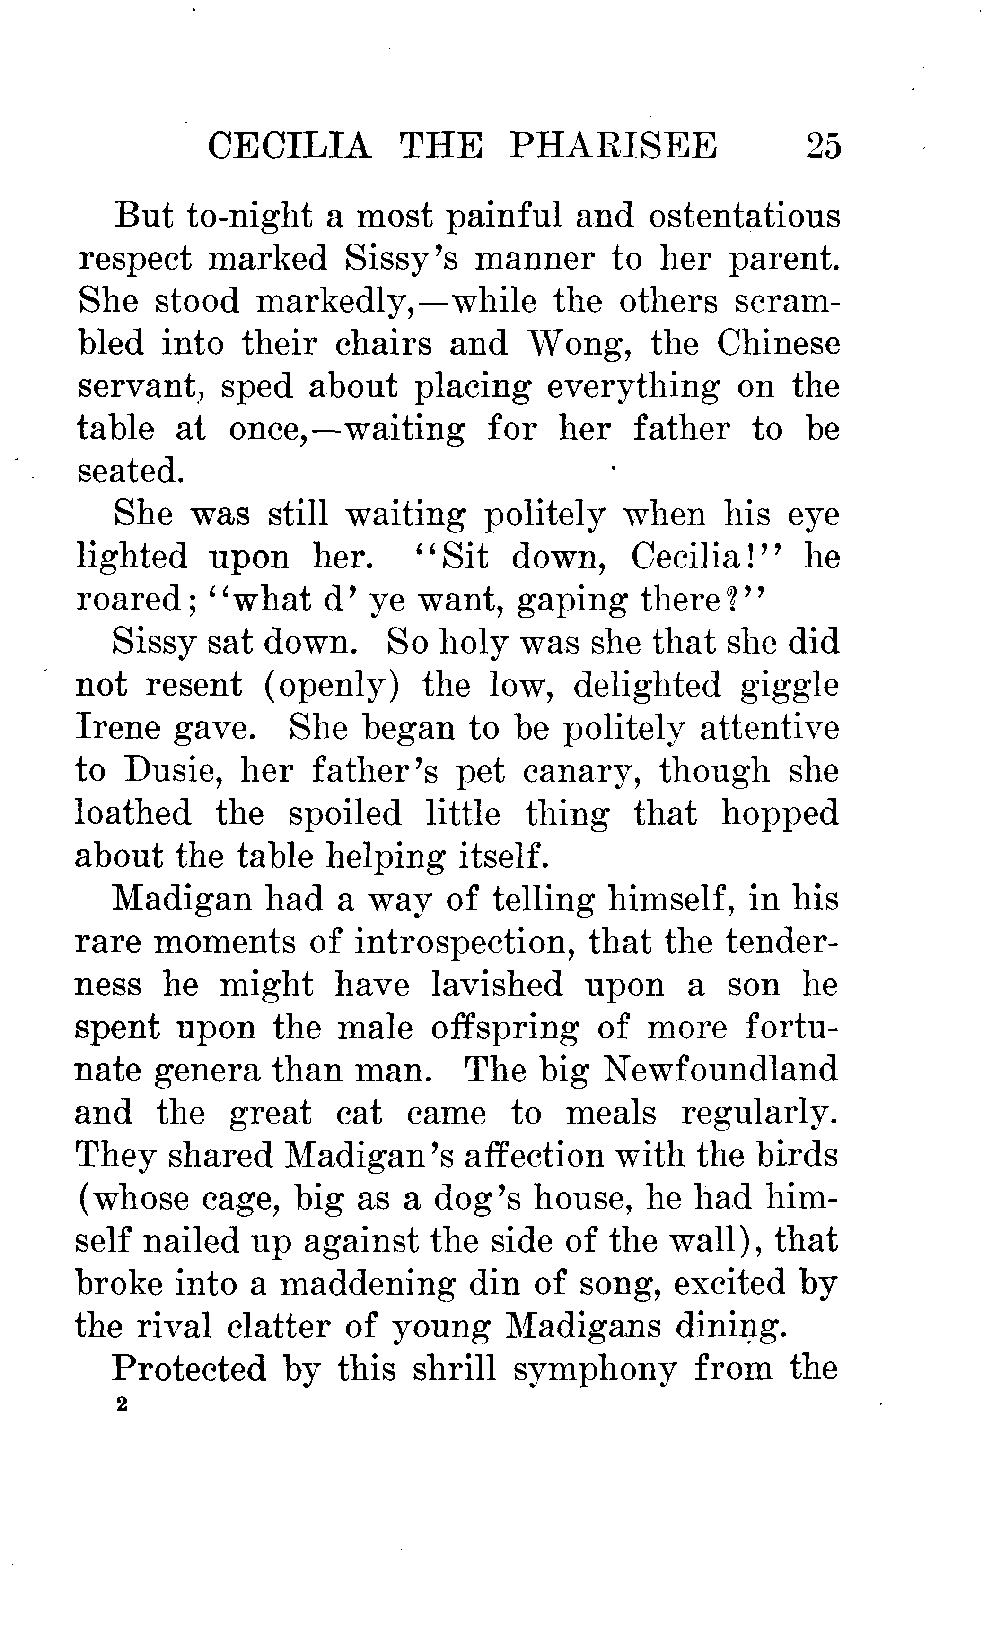 CECILIA THE PHARISEE 25
But to-night a most painful and ostentatious
respect marked Sissy's manner to her parent.
She stood markedly,—while the others scram-
bled into their chairs and Wong, the Chinese
servant, sped about placing everything on the
table at once,—waiting for her father to be
seated.
She was still waiting politely when his eye
lighted upon her. "Sit down, Cecilia!" he
roared; "what d' ye want, gaping there?"
Sissy sat down. So holy was she that she did
not resent (openly) the low, delighted giggle
Irene gave. She began to be politely attentive
to Dusie, her father's pet canary, though she
loathed the spoiled little thing that hopped
about the table helping itself.
Madigan had a way of telling himself, in his
rare moments of introspection, that the tender-
ness he might have lavished upon a son he
spent upon the male offspring of more fortu-
nate genera than man. The big Newfoundland
and the great cat came to meals regularly.
They shared Madigan's affection with the birds
(whose cage, big as a dog's house, he had him-
self nailed up against the side of the wall), that
broke into a maddening din of song, excited by
the rival clatter of young Madigans dining.
Protected by this shrill symphony from the
2